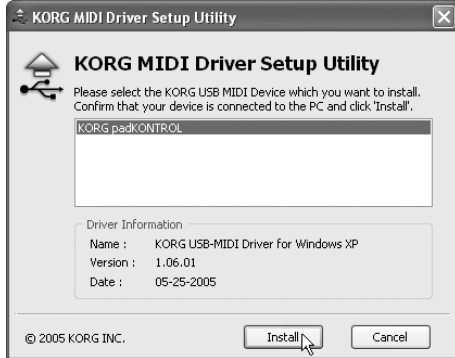 KORG MIDI Driver Setup Utility
KORG MIDI Driver Setup Utility
Please select the KORG USB MIDI Device which you want to install.
Confirm that your device is connected to the PC and click 'Install'.
KORG padKONTROL
Driver Information
Name : KORG USB-MIDI Driver for Windows XP
Version : 1.06.01
Date : 05-25-2005
© 2005 KORG INC. Install Cancel